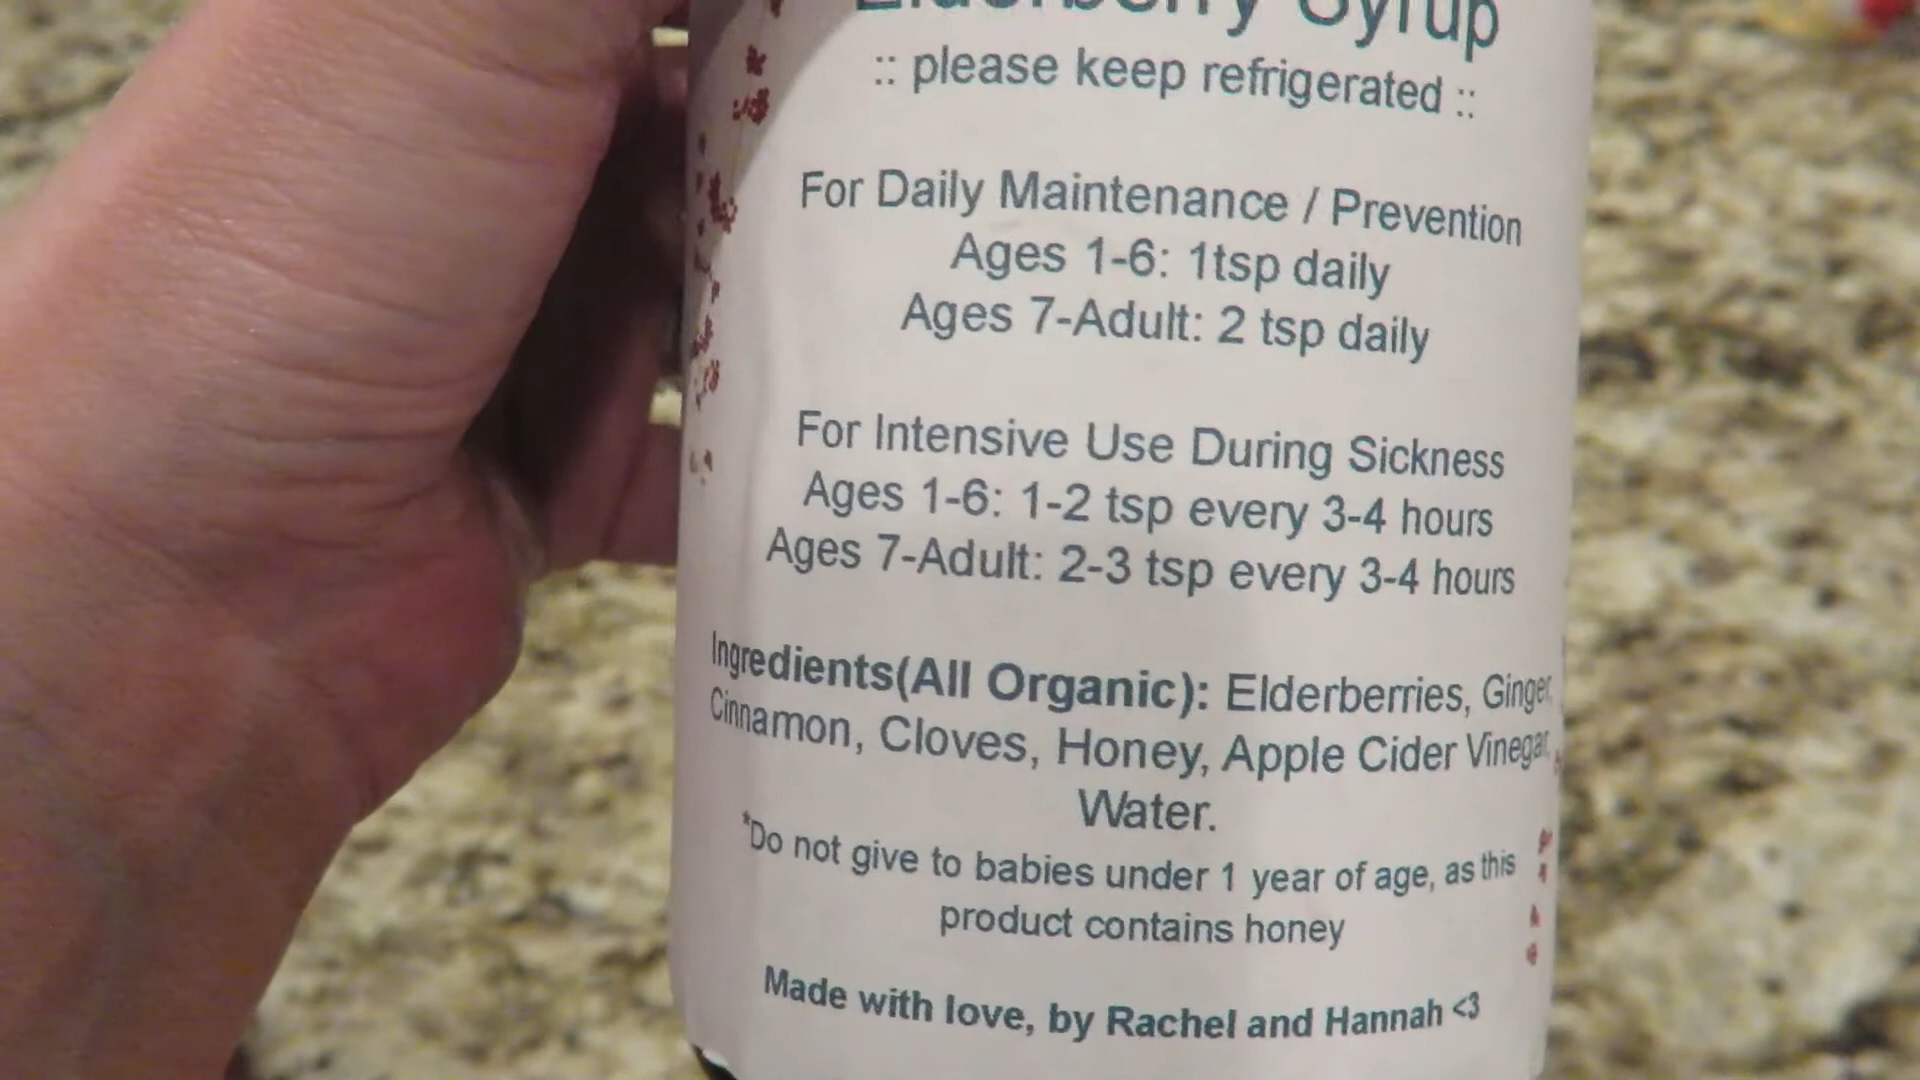 Elderberry Syrup
:: please keep refrigerated ::
For Daily Maintenance / Prevention
Ages 1-6: 1tsp daily
Ages 7-Adult: 2 tsp daily
For Intensive Use During Sickness
Ages 1-6: 1-2 tsp every 3-4 hours
Ages 7-Adult: 2-3 tsp every 3-4 hours
Ingredients(All Organic): Elderberries, Ginger,
Cinnamon, Cloves, Honey, Apple Cider Vinegar,
Water.
*Do not give to babies under 1 year of age, as this
product contains honey
Made with love, by Rachel and Hannah <3